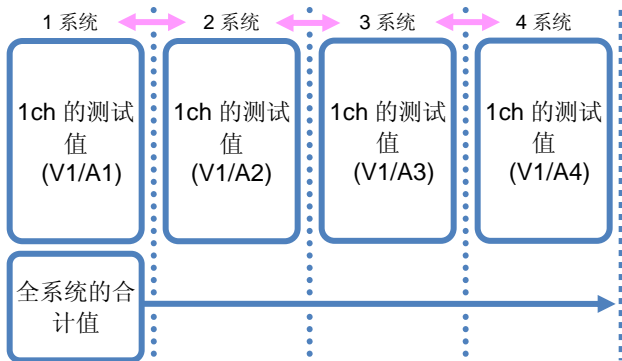 1 系统 2 系统 3 系统 4 系统
1ch 的测试
值
(V1/A1)
1ch 的测试
值
(V1/A2)
1ch 的测试
值
(V1/A3)
1ch 的测试
值
(V1/A4)
全系统的合
计值